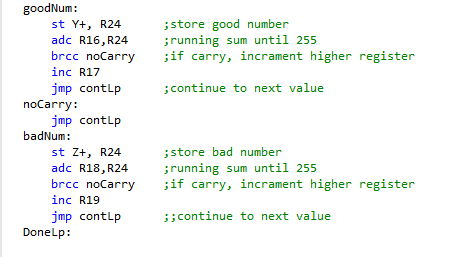 goodNum:
st Y+, R24 ;store good number
adc R16,R24 ;running sum until 255
brcc noCarry ;if carry, incrament higher register
inc R17
jmp contLp ;continue to next value
noCarry:
jmp contLp
badNum:
st Z+, R24 ;store bad number
adc R18,R24 ;running sum until 255
brcc noCarry ;if carry, incrament higher register
inc R19
jmp contLp ;;continue to next value
DoneLp: